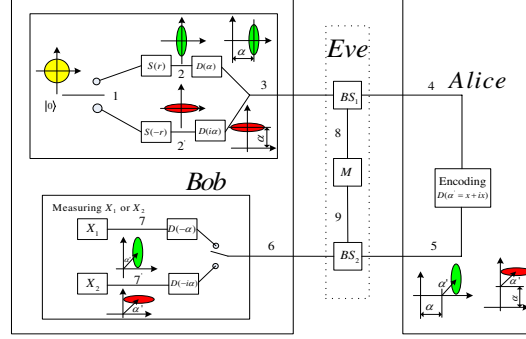 |0⟩
1
S(r)
2
D(α)
α
3
S(-r)
2'
D(iα)
α
Bob
Measuring X₁ or X₂
X₁
7
D(-α)
α'
X₂
7'
D(-iα)
α'
6
Eve
BS₁
8
M
9
BS₂
Alice
4
Encoding
D(α' = x+ix)
5
α'
α
α'
α